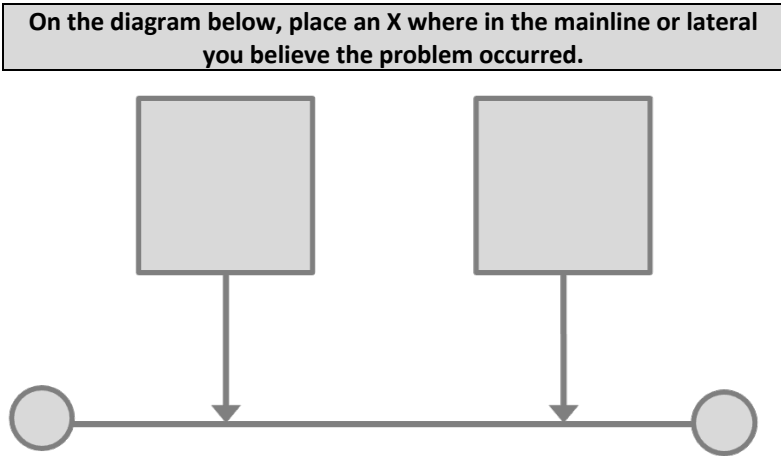 On the diagram below, place an X where in the mainline or lateral
you believe the problem occurred.